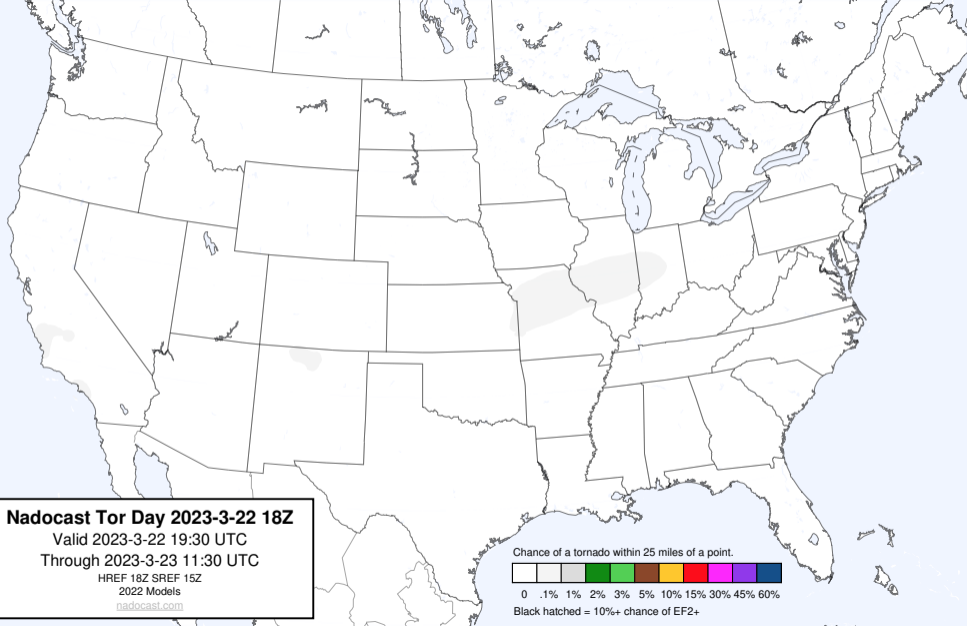 Nadocast Tor Day 2023-3-22 18Z
Valid 2023-3-22 19:30 UTC
Through 2023-3-23 11:30 UTC
HREF 18Z SREF 15Z
2022 Models
nadocast.com
Chance of a tornado within 25 miles of a point.
0 .1% 1% 2% 3% 5% 10% 15% 30% 45% 60%
Black hatched = 10%+ chance of EF2+